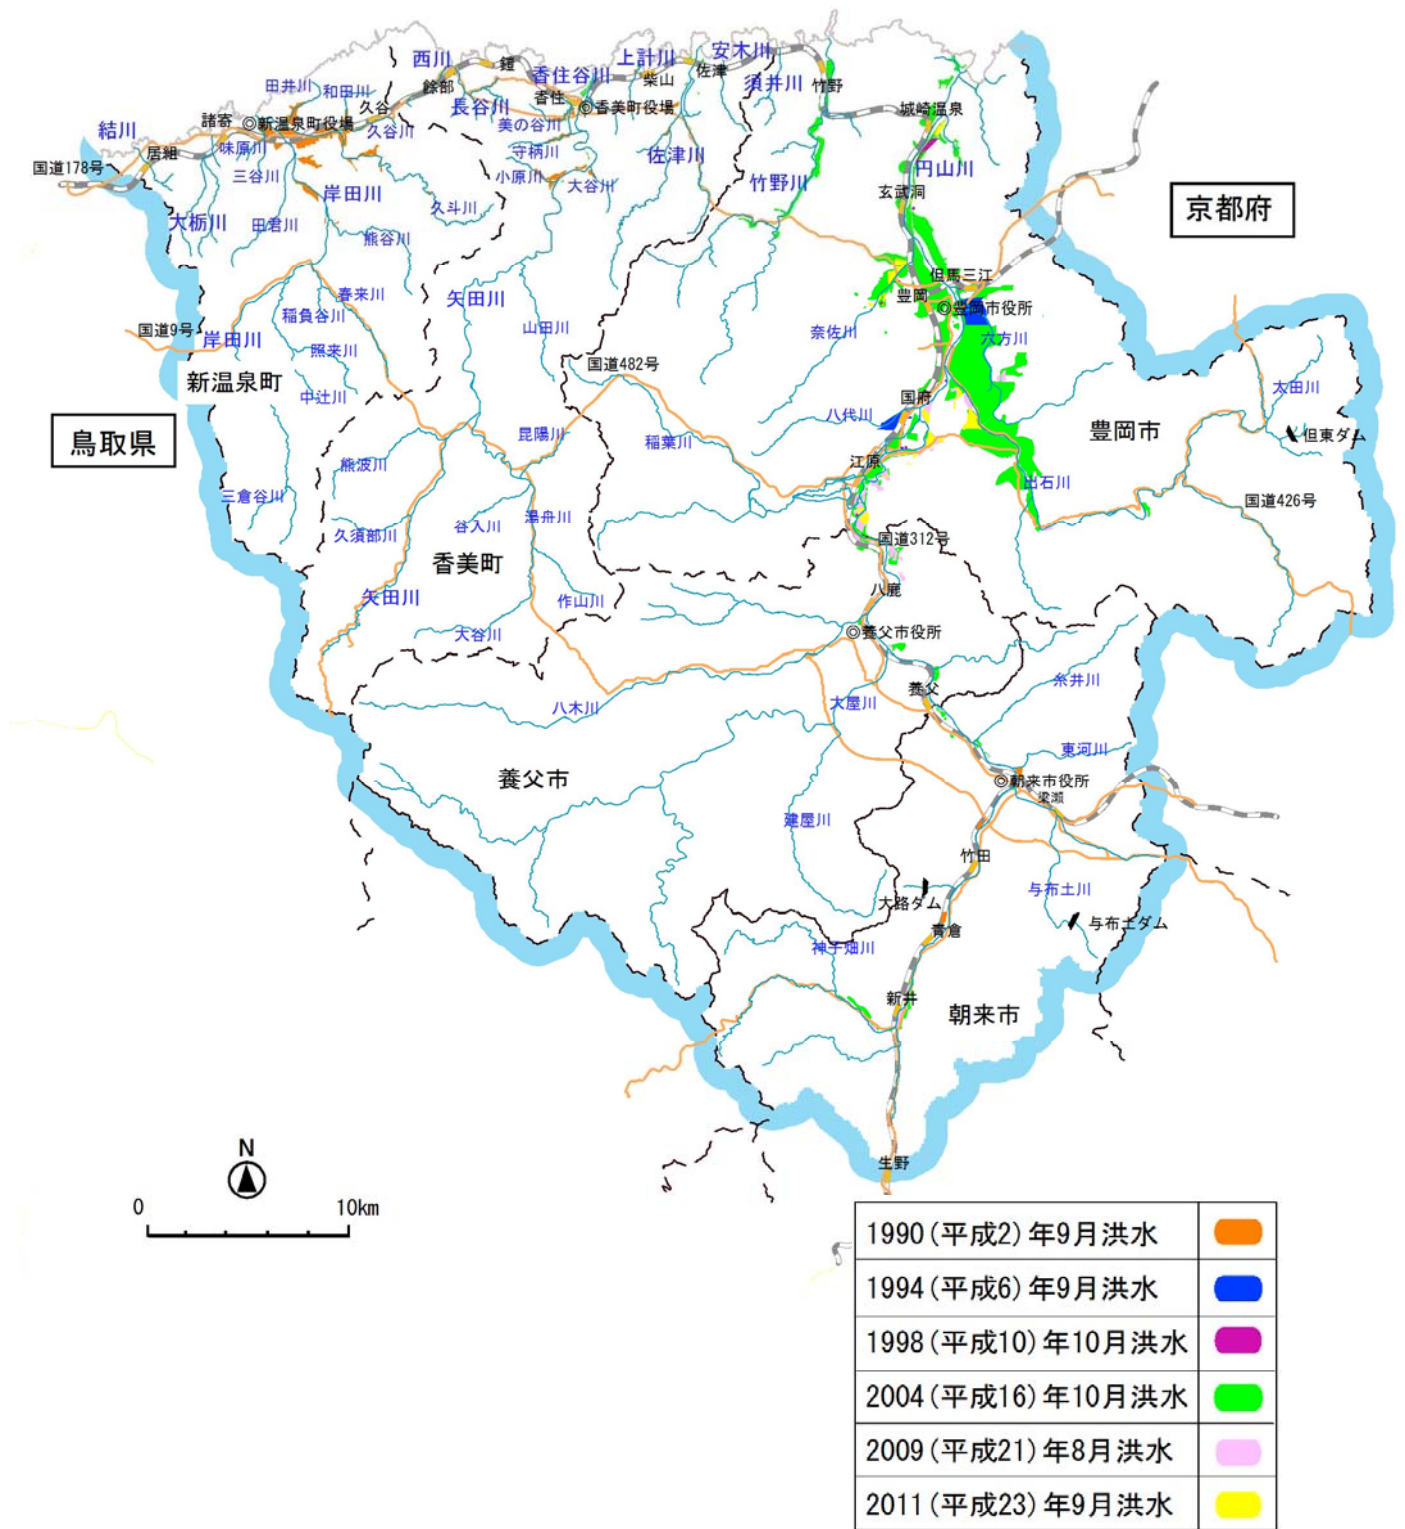 西川
鎧
上計川
安木川
餘部
香住谷川
柴山
佐津
田井川
和田川
久谷
長谷川
香住
◎香美町役場
須井川
竹野
城崎温泉
諸寄
◎新温泉町役場
久谷川
美の谷川
結川
居組
味原川
守柄川
佐津川
円山川
国道178号
三谷川
小原川
大谷川
竹野川
玄武洞
岸田川
京都府
大栃川
田君川
久斗川
熊谷川
但馬三江
春来川
矢田川
豊岡
◎豊岡市役所
稲負谷川
国道9号
岸田川
山田川
奈佐川
六方川
照来川
新温泉町
国道482号
中辻川
国府
太田川
八代川
鳥取県
昆陽川
稲葉川
豊岡市
但東ダム
熊波川
江原
三倉谷川
出石川
国道426号
谷入川
湯舟川
久須部川
国道312号
香美町
八鹿
矢田川
作山川
大谷川
◎養父市役所
糸井川
養父
八木川
大屋川
東河川
養父市
◎朝来市役所
梁瀬
建屋川
竹田
与布土川
大路ダム
与布土ダム
青倉
神子畑川
新井
朝来市
生野
N
0
10km
1990(平成2)年9月洪水
1994(平成6)年9月洪水
1998(平成10)年10月洪水
2004(平成16)年10月洪水
2009(平成21)年8月洪水
2011(平成23)年9月洪水